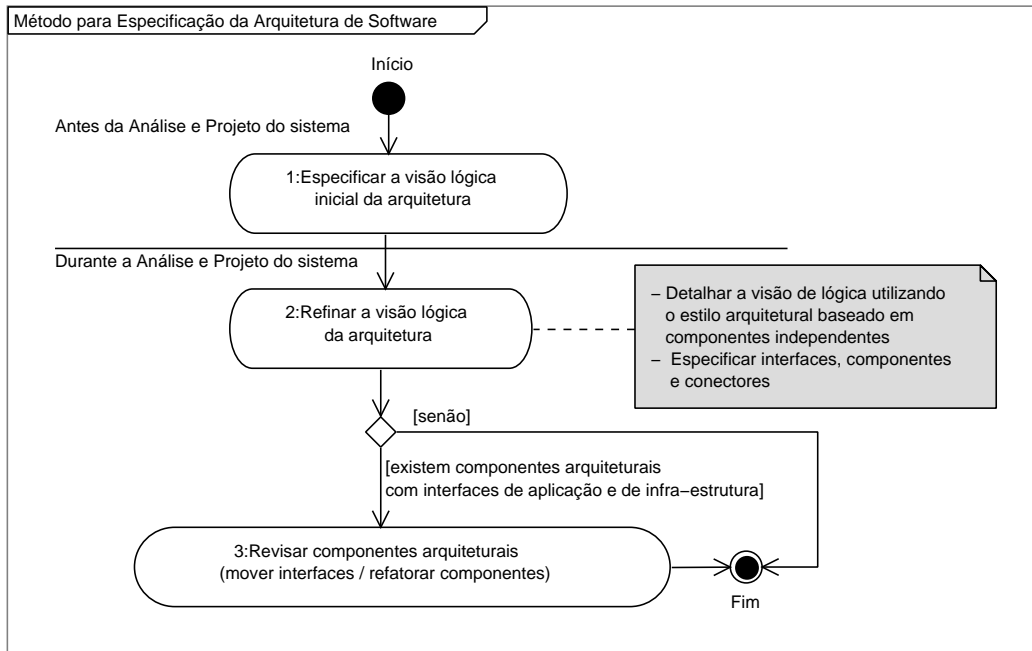 Método para Especificação da Arquitetura de Software
Início
Antes da Análise e Projeto do sistema
1:Especificar a visão lógica
inicial da arquitetura
Durante a Análise e Projeto do sistema
2:Refinar a visão lógica
da arquitetura
– Detalhar a visão de lógica utilizando
o estilo arquitetural baseado em
componentes independentes
– Especificar interfaces, componentes
e conectores
[senão]
[existem componentes arquiteturais
com interfaces de aplicação e de infra–estrutura]
3:Revisar componentes arquiteturais
(mover interfaces / refatorar componentes)
Fim